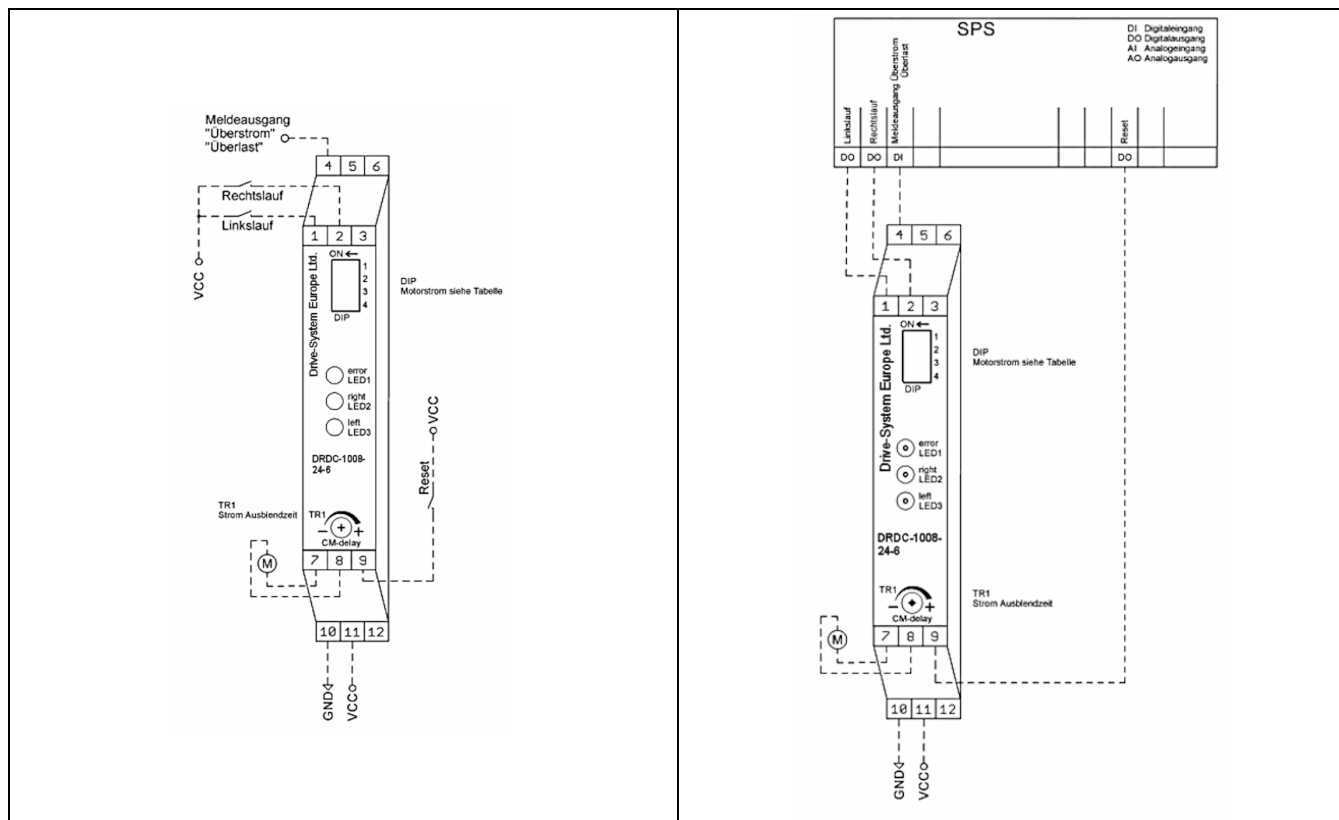 Meldeausgang
"Überstrom"
"Überlast"
4 5 6
Rechtslauf
Linkslauf
1 2 3
VCC
ON
1
2
3
4
DIP
DIP
Motorstrom siehe Tabelle
Drive-System Europe Ltd.
error
LED1
right
LED2
left
LED3
VCC
Reset
DRDC-1008-
24-6
TR1
Strom Ausblendzeit
TR1
- + +
CM-delay
M
7 8 9
10 11 12
GND
VCC
SPS
DI Digitaleingang
DO Digitalausgang
AI Analogeingang
AO Analogausgang
Linkslauf
Rechtslauf
Meldeausgang Überstrom
Überlast
Reset
DO DO DI DO
4 5 6
1 2 3
ON
1
2
3
4
DIP
DIP
Motorstrom siehe Tabelle
Drive-System Europe Ltd.
error
LED1
right
LED2
left
LED3
DRDC-1008-
24-6
TR1
- + +
CM-delay
TR1
Strom Ausblendzeit
M
7 8 9
10 11 12
GND
VCC